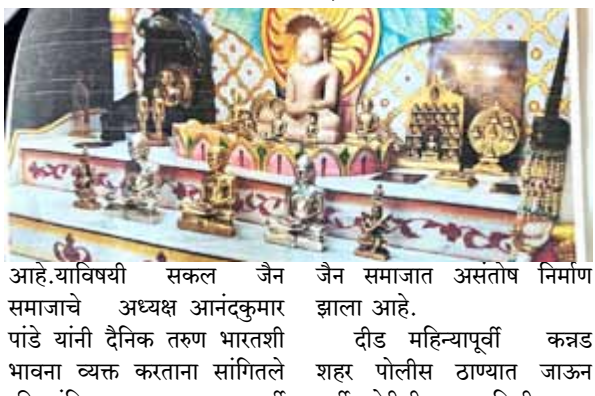 आहे.याविषयी सकल जैन
समाजाचे अध्यक्ष आनंदकुमार
पांडे यांनी दैनिक तरुण भारतशी
भावना व्यक्त करताना सांगितले
जैन समाजात असंतोष निर्माण
झाला आहे.
दीड महिन्यापूर्वी कन्नड
शहर पोलीस ठाण्यात जाऊन